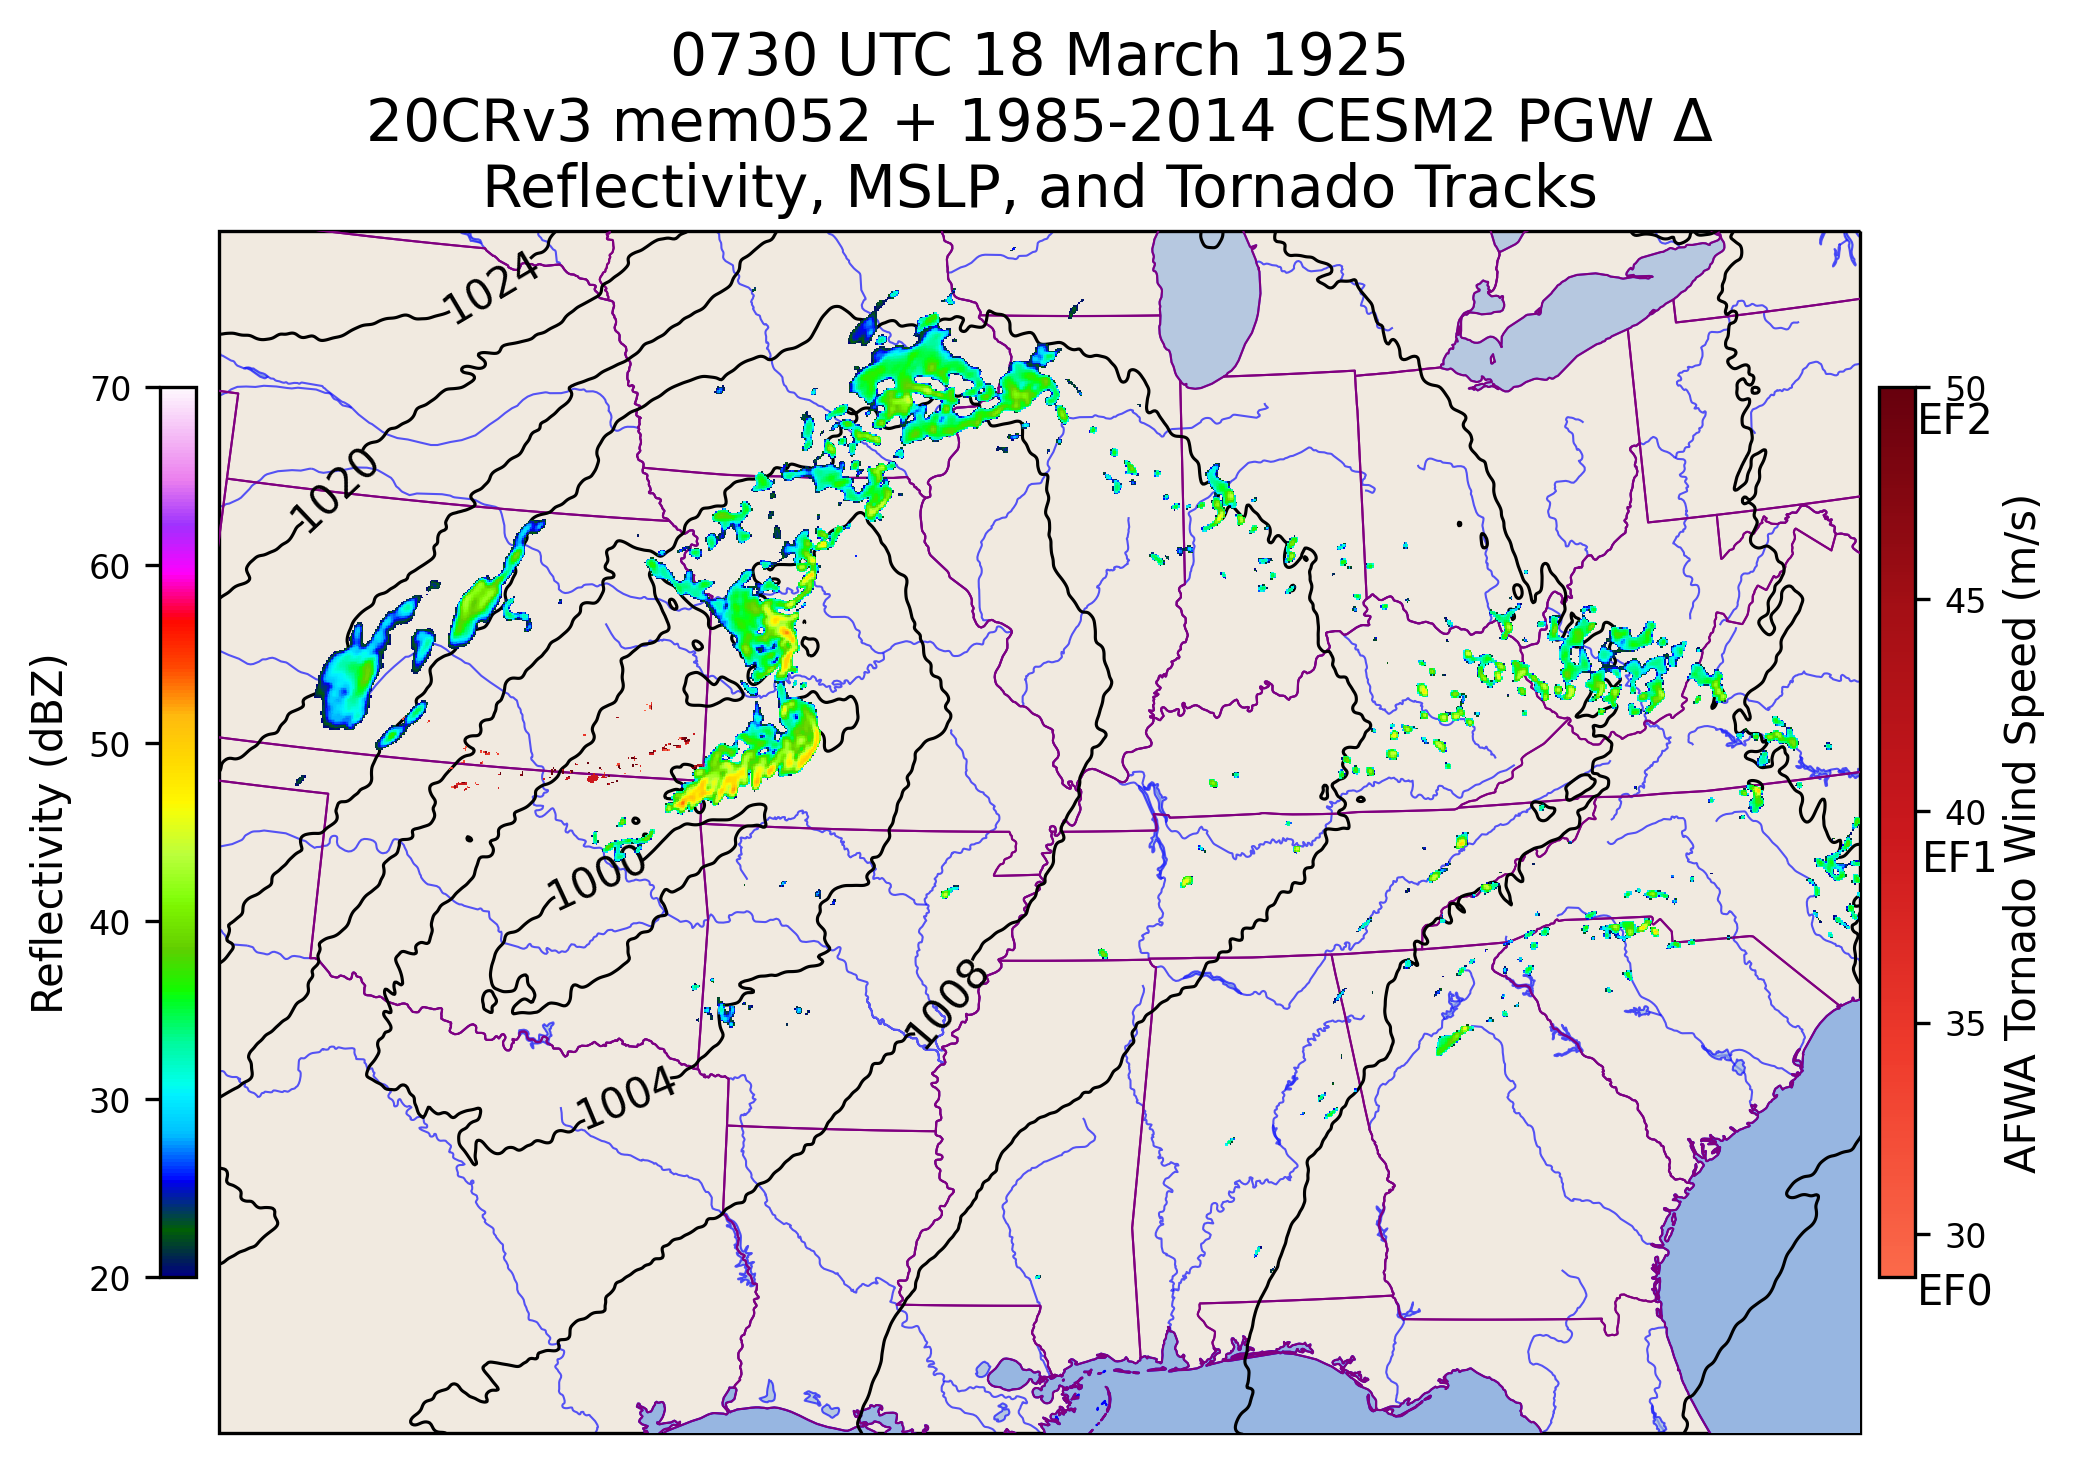 0730 UTC 18 March 1925
20CRv3 mem052 + 1985-2014 CESM2 PGW Δ
Reflectivity, MSLP, and Tornado Tracks
Reflectivity (dBZ)
70
60
50
40
30
20
1024
1020
1000
1008
1004
50
EF2
45
40
EF1
35
30
EF0
AFWA Tornado Wind Speed (m/s)